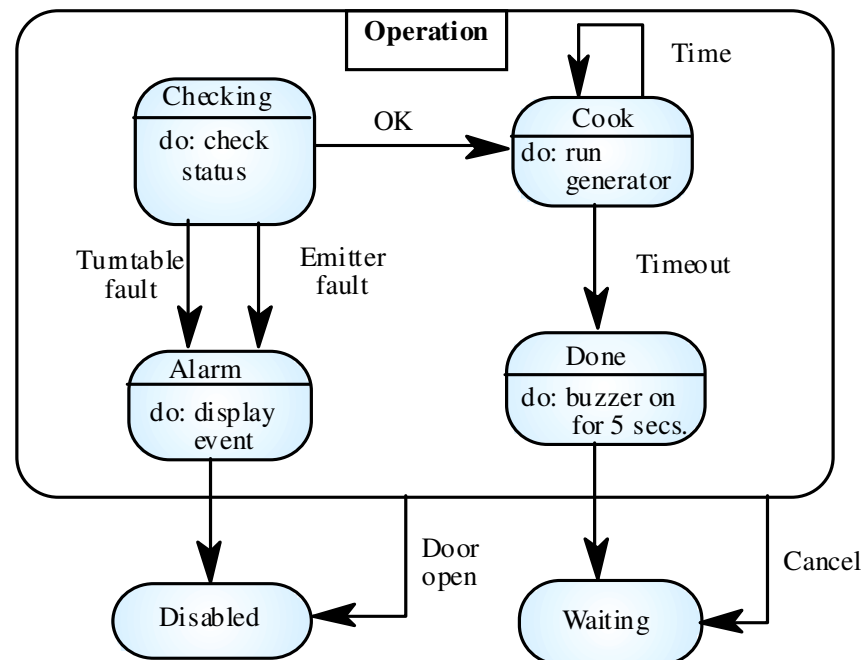 Operation
Time
Checking
do: check
status
OK
Cook
do: run
generator
Turntable
fault
Emitter
fault
Timeout
Alarm
do: display
event
Done
do: buzzer on
for 5 secs.
Door
open
Cancel
Disabled
Waiting